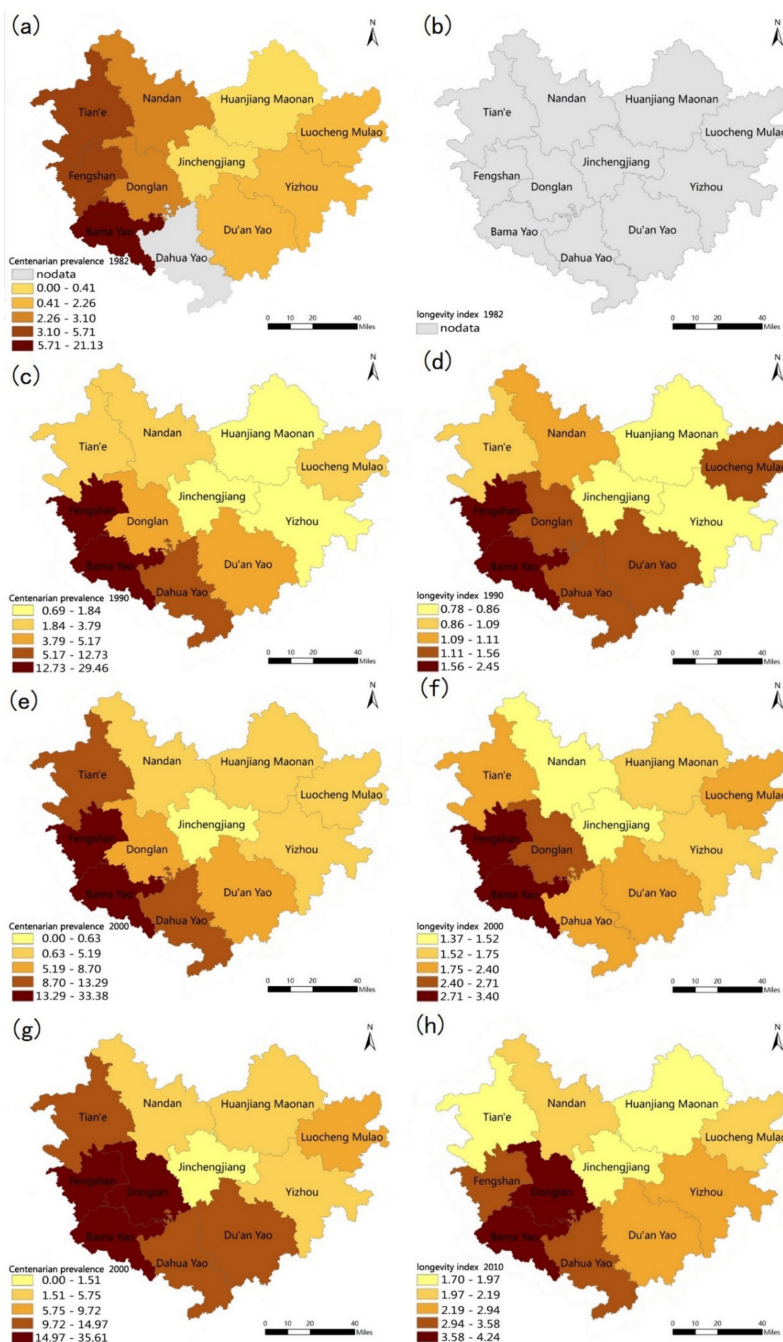 (a)
N
Tian'e
Nandan
Huanjiang Maonan
Luocheng Mulao
Jinchengjiang
Fengshan
Donglan
Yizhou
Bama Yao
Du'an Yao
Dahua Yao
Centenarian prevalence 1982
nodata
0.00 - 0.41
0.41 - 2.26
2.26 - 3.10
3.10 - 5.71
5.71 - 21.13
0 10 20 40
Miles
(b)
N
Tian'e
Nandan
Huanjiang Maonan
Luocheng Mulao
Jinchengjiang
Fengshan
Donglan
Yizhou
Bama Yao
Du'an Yao
Dahua Yao
longevity index 1982
nodata
0 10 20 40
Miles
(c)
N
Tian'e
Nandan
Huanjiang Maonan
Luocheng Mulao
Jinchengjiang
Fengshan
Donglan
Yizhou
Bama Yao
Du'an Yao
Dahua Yao
Centenarian prevalence 1990
0.69 - 1.84
1.84 - 3.79
3.79 - 5.17
5.17 - 12.73
12.73 - 29.46
0 10 20 40
Miles
(d)
N
Tian'e
Nandan
Huanjiang Maonan
Luocheng Mulao
Jinchengjiang
Fengshan
Donglan
Yizhou
Bama Yao
Du'an Yao
Dahua Yao
longevity index 1990
0.78 - 0.86
0.86 - 1.09
1.09 - 1.11
1.11 - 1.56
1.56 - 2.45
0 10 20 40
Miles
(e)
N
Tian'e
Nandan
Huanjiang Maonan
Luocheng Mulao
Jinchengjiang
Fengshan
Donglan
Yizhou
Bama Yao
Du'an Yao
Dahua Yao
Centenarian prevalence 2000
0.00 - 0.63
0.63 - 5.19
5.19 - 8.70
8.70 - 13.29
13.29 - 33.38
0 10 20 40
Miles
(f)
N
Tian'e
Nandan
Huanjiang Maonan
Luocheng Mulao
Jinchengjiang
Fengshan
Donglan
Yizhou
Bama Yao
Du'an Yao
Dahua Yao
longevity index 2000
1.37 - 1.52
1.52 - 1.75
1.75 - 2.40
2.40 - 2.71
2.71 - 3.40
0 10 20 40
Miles
(g)
N
Tian'e
Nandan
Huanjiang Maonan
Luocheng Mulao
Jinchengjiang
Fengshan
Donglan
Yizhou
Bama Yao
Du'an Yao
Dahua Yao
Centenarian prevalence 2000
0.00 - 1.51
1.51 - 5.75
5.75 - 9.72
9.72 - 14.97
14.97 - 35.61
0 10 20 40
Miles
(h)
N
Tian'e
Nandan
Huanjiang Maonan
Luocheng Mulao
Jinchengjiang
Fengshan
Donglan
Yizhou
Bama Yao
Du'an Yao
Dahua Yao
longevity index 2010
1.70 - 1.97
1.97 - 2.19
2.19 - 2.94
2.94 - 3.58
3.58 - 4.24
0 10 20 40
Miles